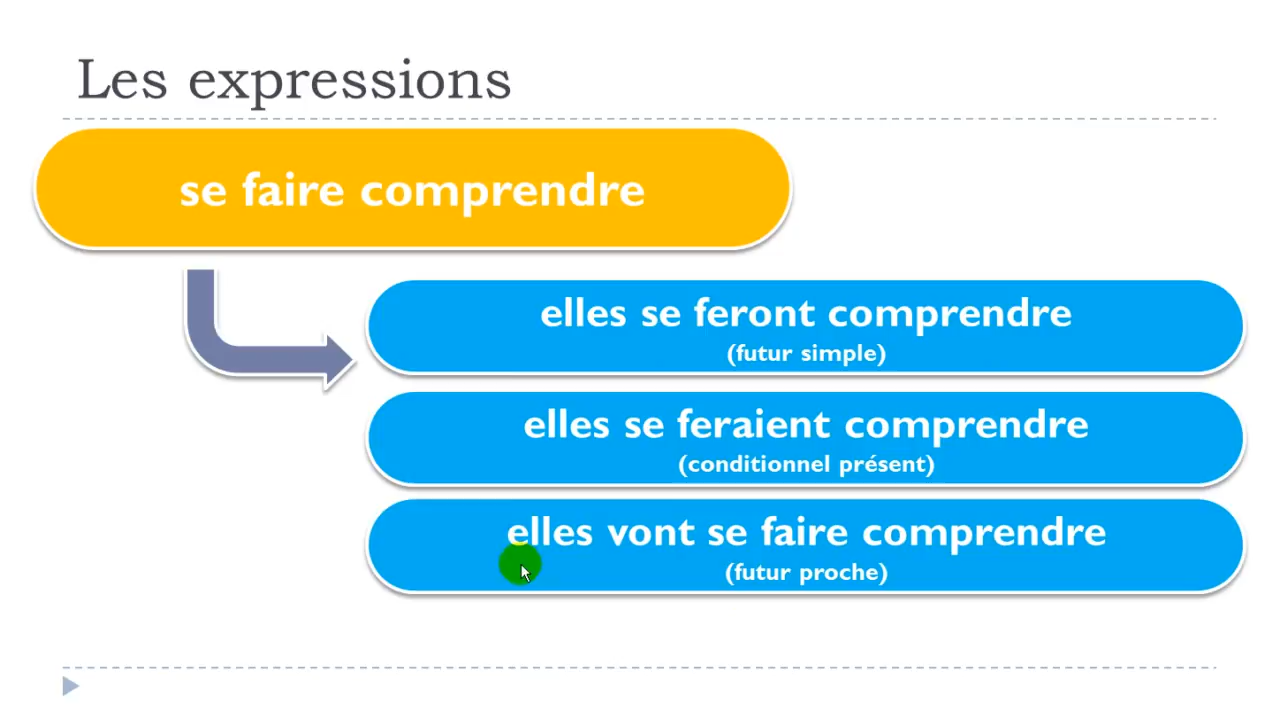 Les expressions
se faire comprendre
elles se feront comprendre
(futur simple)
elles se feraient comprendre
(conditionnel présent)
elles vont se faire comprendre
(futur proche)